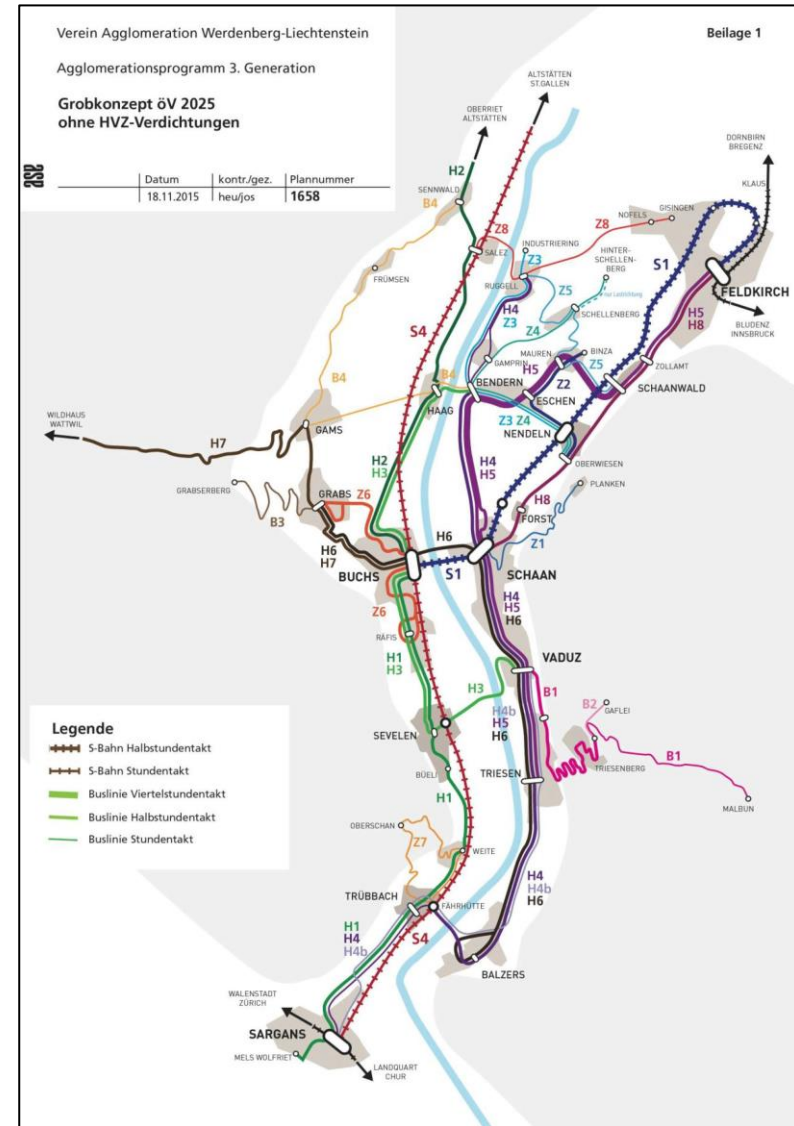 Verein Agglomeration Werdenberg-Liechtenstein
Beilage 1
Agglomerationsprogramm 3. Generation
Grobkonzept öV 2025
ohne HVZ-Verdichtungen
Datum kontr./gez. Plannummer
18.11.2015 heu/jos 1658
asa
ALTSTÄTTEN
ST.GALLEN
OBERRIET
ALTSTÄTTEN
DORNBIRN
BREGENZ
KLAUS
H2
SENNWALD
B4
Z8
SALEZ
INDUSTRIERING
Z3
NOFELS
GISINGEN
Z8
HINTER-
SCHELLEN-
BERG
S1
FRÜMSEN
RUGGELL
Z5
FELDKIRCH
H4
Z3
SCHELLENBERG
H5
H8
S4
Z4
BLUDENZ
INNSBRUCK
GAMPRIN
MAUREN
BINZA
H5
Z5
ZOLLAMT
B4
B4
BENDERN
Z2
SCHAANWALD
HAAG
ESCHEN
WILDHAUS
WATTWIL
GAMS
Z3 Z4
NENDELN
H7
H2
H3
H4
H5
OBERWIESEN
GRABSERBERG
GRABS
Z6
PLANKEN
B3
H8
FORST
H6
H7
H6
Z1
BUCHS
S1
SCHAAN
Z6
H4
H5
H6
RÄFIS
H1
H3
VADUZ
H3
B1
H4b
H5
H6
B2
GAFLEI
SEVELEN
TRIESENBERG
B1
BÜELI
TRIESEN
MALBUN
H1
Legende
S-Bahn Halbstundentakt
S-Bahn Stundentakt
Buslinie Viertelstundentakt
Buslinie Halbstundentakt
Buslinie Stundentakt
OBERSCHAN
Z7
WEITE
TRÜBBACH
FÄHRHÜTTE
H4
H4b
H6
H1
H4
H4b
S4
BALZERS
WALENSTADT
ZÜRICH
SARGANS
MELS WOLFRIET
LANDQUART
CHUR